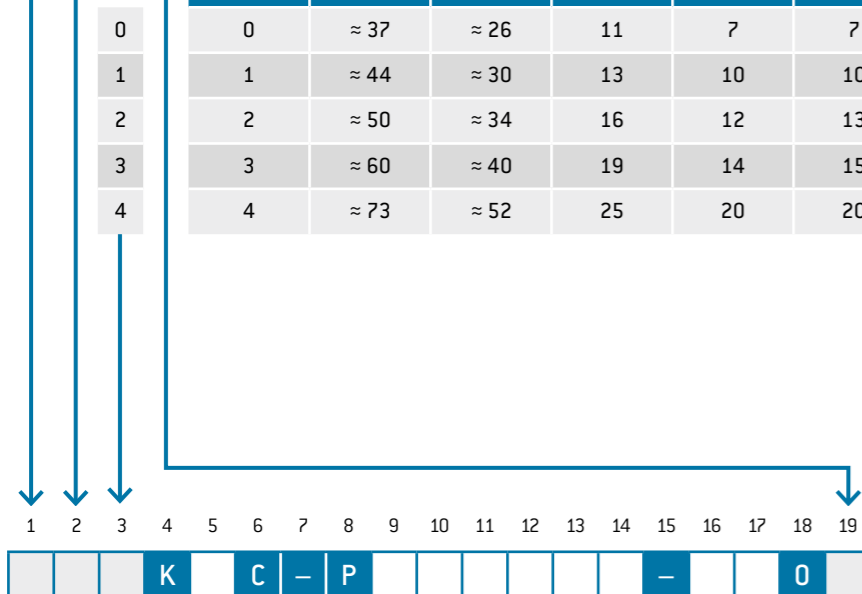 0 0 ≈ 37 ≈ 26 11 7 7
1 1 ≈ 44 ≈ 30 13 10 10
2 2 ≈ 50 ≈ 34 16 12 13
3 3 ≈ 60 ≈ 40 19 14 15
4 4 ≈ 73 ≈ 52 25 20 20
1 2 3 4 5 6 7 8 9 10 11 12 13 14 15 16 17 18 19
K C – P – 0